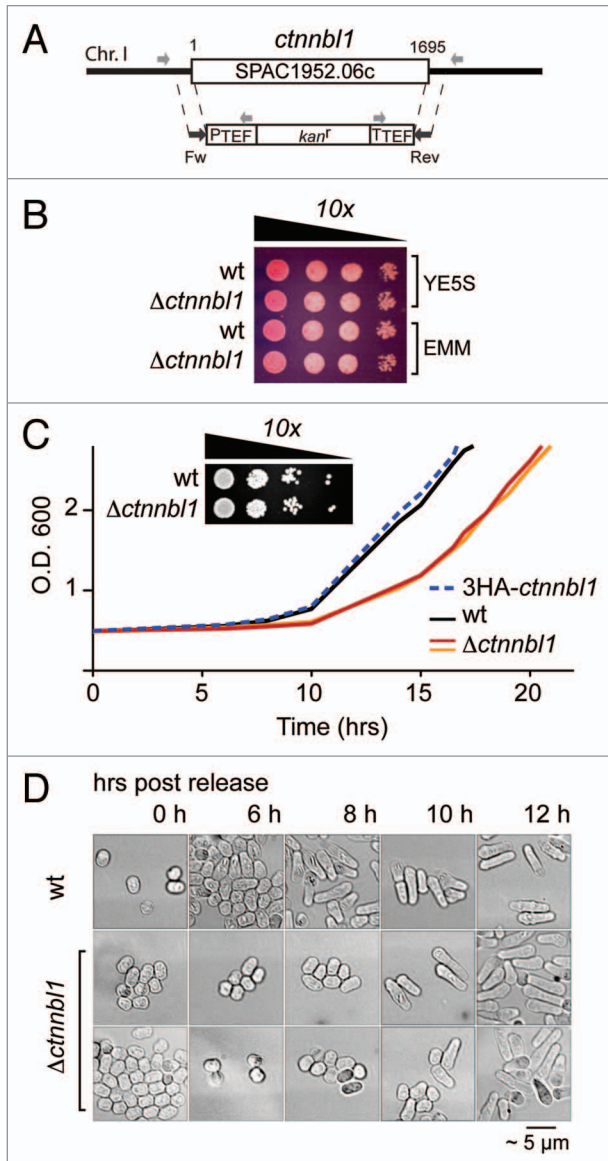 A
ctnnbl1
Chr. I
1
1695
SPAC1952.06c
PTEF
kanr
TTEF
Fw
Rev
B
10x
wt
Δctnnbl1
wt
Δctnnbl1
YE5S
EMM
C
10x
wt
Δctnnbl1
O.D. 600
2
1
3HA-ctnnbl1
wt
Δctnnbl1
0
5
10
15
20
Time (hrs)
D
hrs post release
0 h 6 h 8 h 10 h 12 h
wt
Δctnnbl1
~ 5 µm